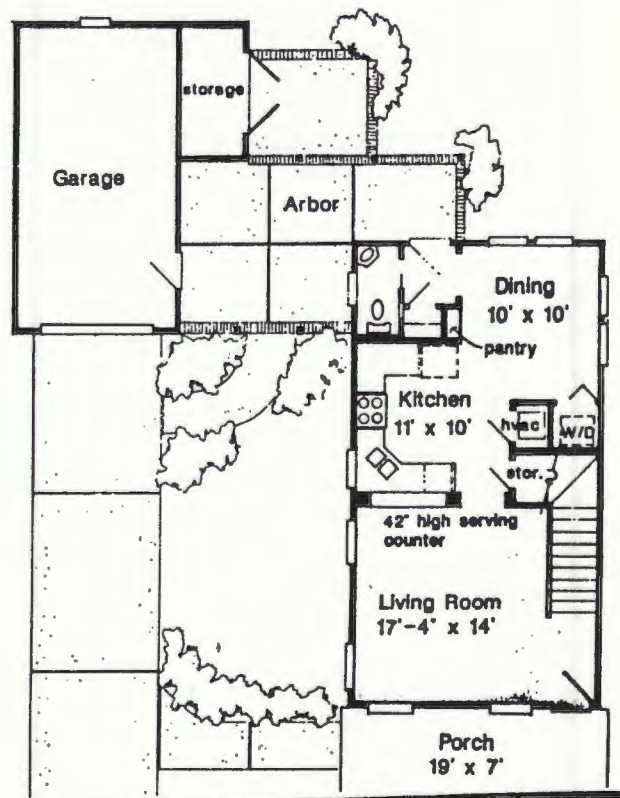 storage
Garage
Arbor
Dining
10' x 10'
pantry
Kitchen
11' x 10'
hvac
W/D
stor.
42" high serving
counter
Living Room
17'-4" x 14'
Porch
19' x 7'